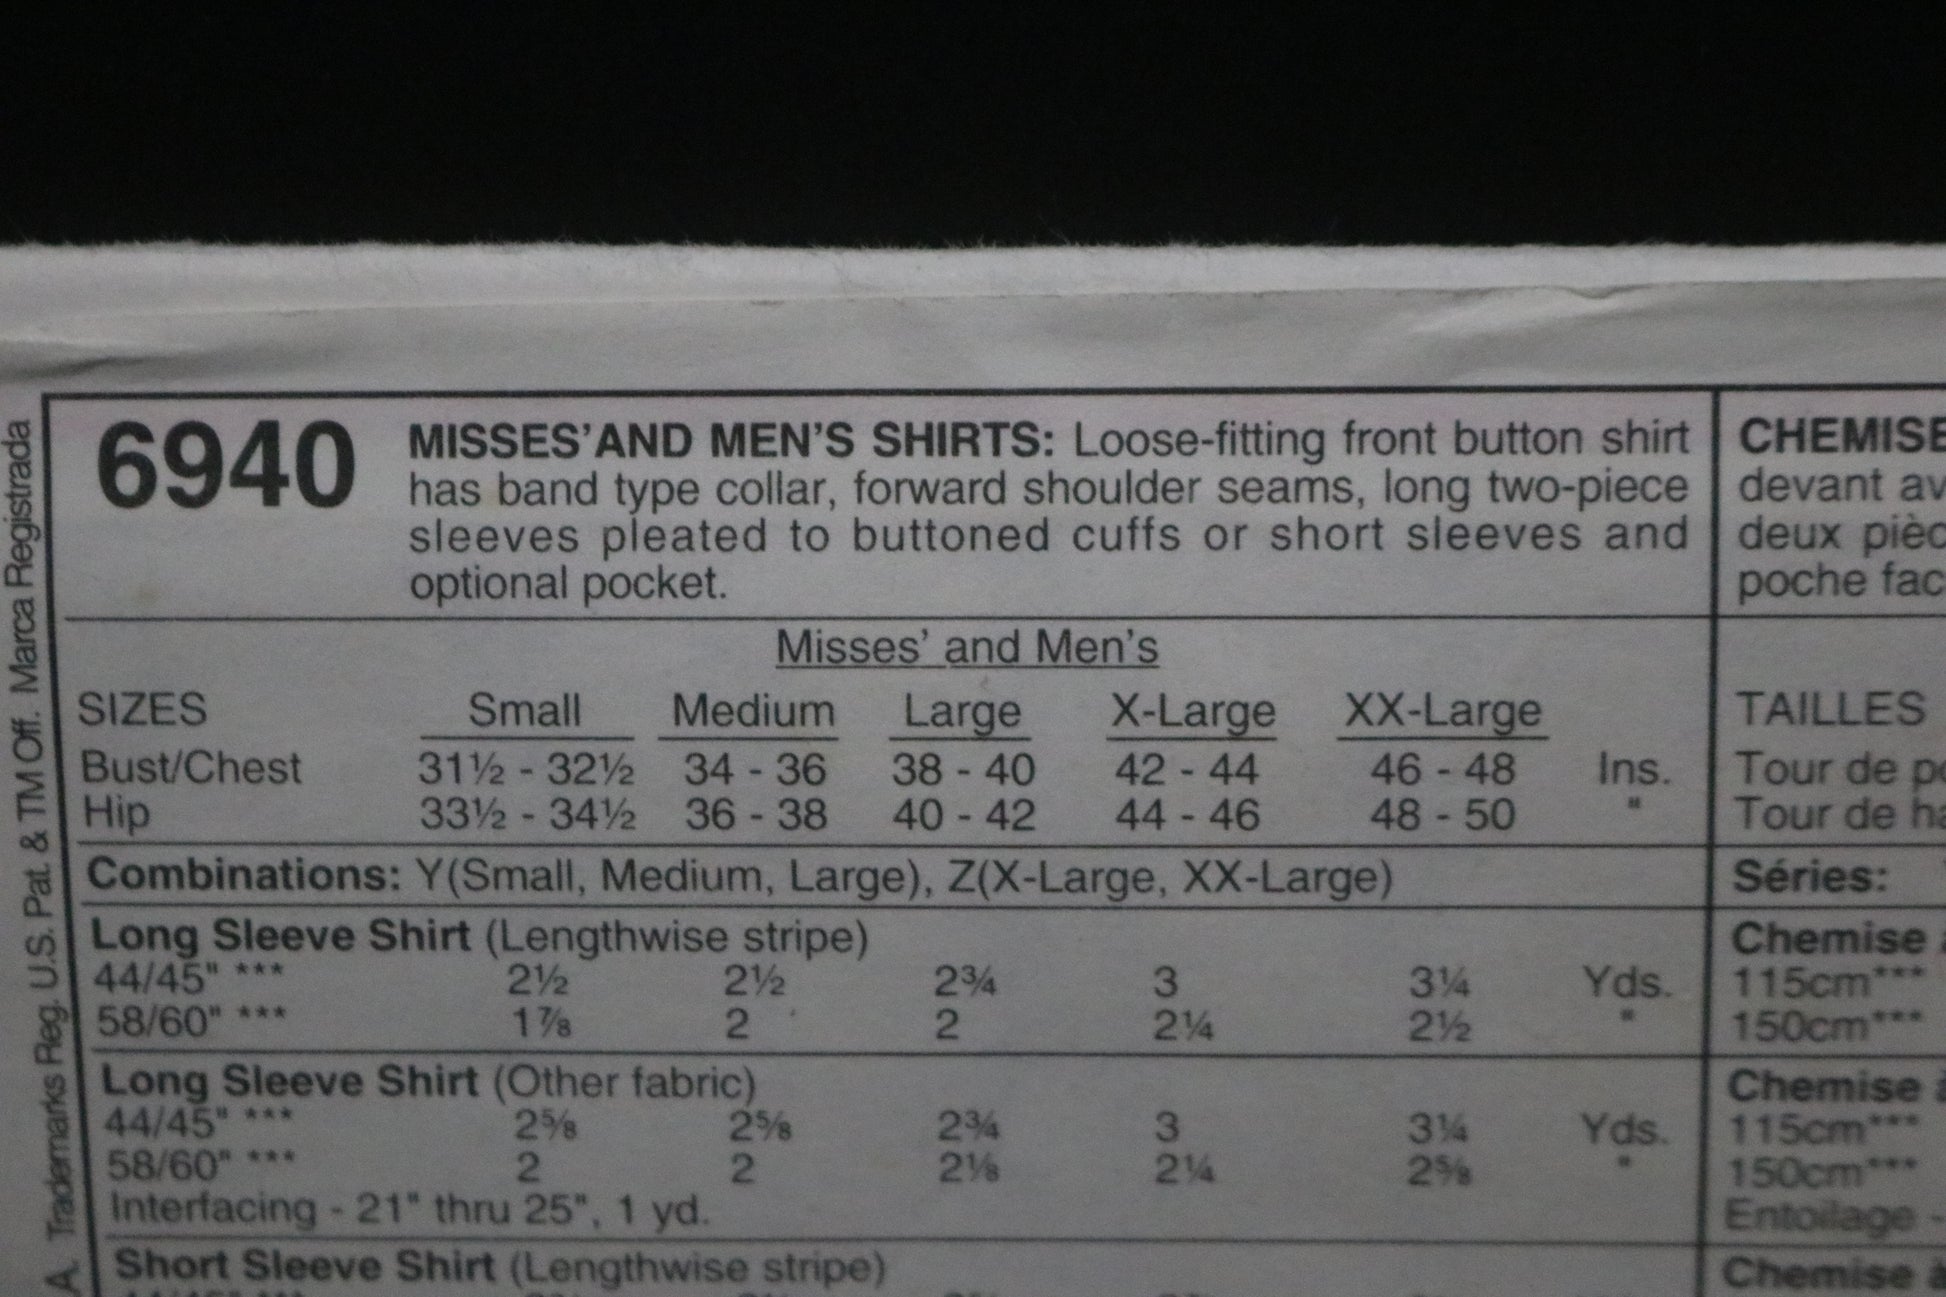 6940 MISSES' AND MEN'S SHIRTS: Loose-fitting front button shirt
has band type collar, forward shoulder seams, long two-piece
sleeves pleated to buttoned cuffs or short sleeves and
optional pocket.
Misses' and Men's
SIZES Small Medium Large X-Large XX-Large
Bust/Chest 31½ - 32½ 34 - 36 38 - 40 42 - 44 46 - 48 Ins.
Hip 33½ - 34½ 36 - 38 40 - 42 44 - 46 48 - 50 "
Combinations: Y(Small, Medium, Large), Z(X-Large, XX-Large)
Long Sleeve Shirt (Lengthwise stripe)
44/45" *** 2½ 2½ 2¾ 3 3¼ Yds.
58/60" *** 1⅞ 2 2 2¼ 2½ "
Long Sleeve Shirt (Other fabric)
44/45" *** 2⅝ 2⅝ 2¾ 3 3¼ Yds.
58/60" *** 2 2 2⅛ 2¼ 2⅝ "
Interfacing - 21" thru 25", 1 yd.
Short Sleeve Shirt (Lengthwise stripe)
CHEMISE
devant av
deux pièc
poche fac
TAILLES
Tour de po
Tour de ha
Séries:
Chemise à
115cm***
150cm***
Chemise à
115cm***
150cm***
Entoilage -
Chemise à
A. Trademarks Reg. U.S. Pat. & TM Off. Marca Registrada